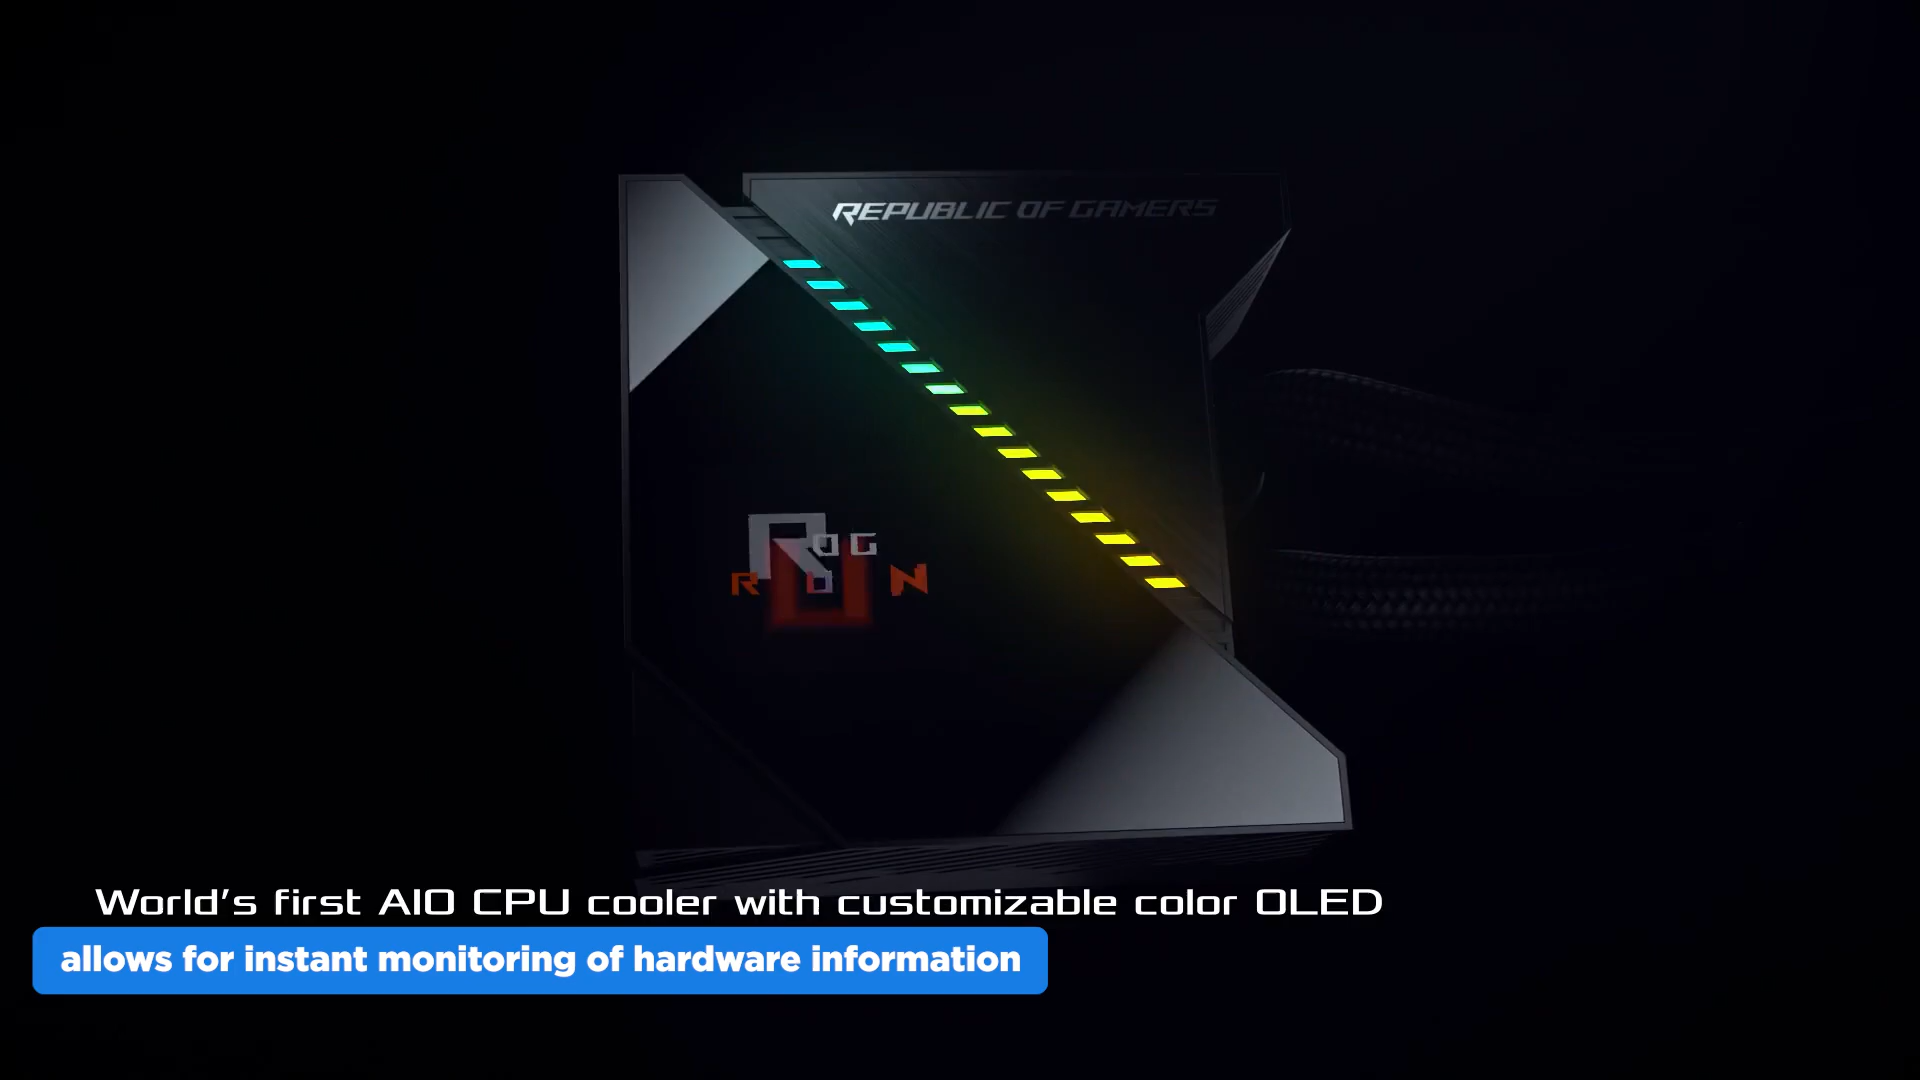 REPUBLIC OF GAMERS
ROG
RUN
World's first AIO CPU cooler with customizable color OLED
allows for instant monitoring of hardware information